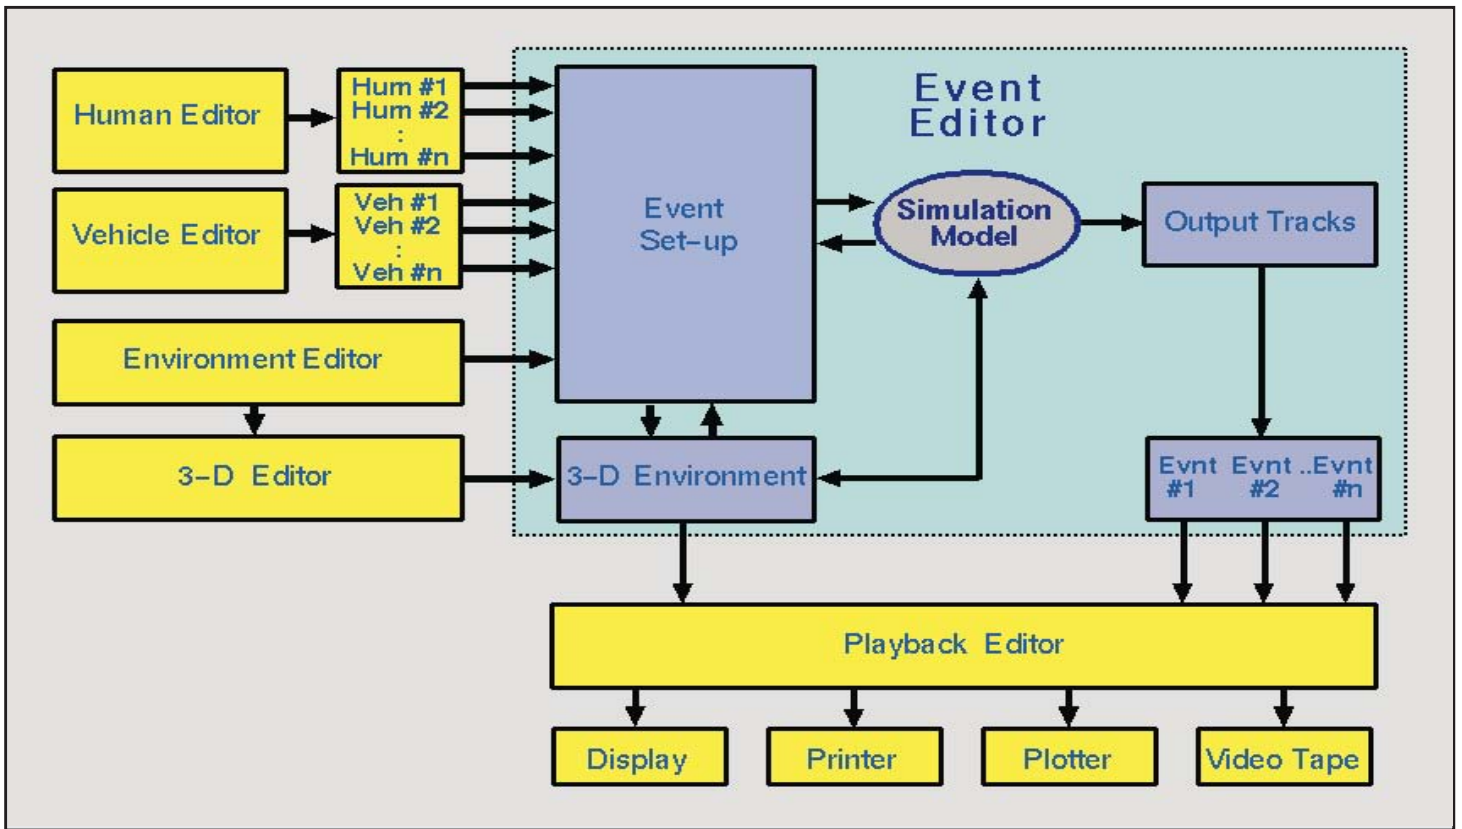 Event
Editor
Human Editor
Hum #1
Hum #2
:
Hum #n
Vehicle Editor
Veh #1
Veh #2
:
Veh #n
Event
Set-up
Simulation
Model
Output Tracks
Environment Editor
3-D Editor
3-D Environment
Evnt Evnt ..Evnt
#1 #2 #n
Playback Editor
Display
Printer
Plotter
Video Tape